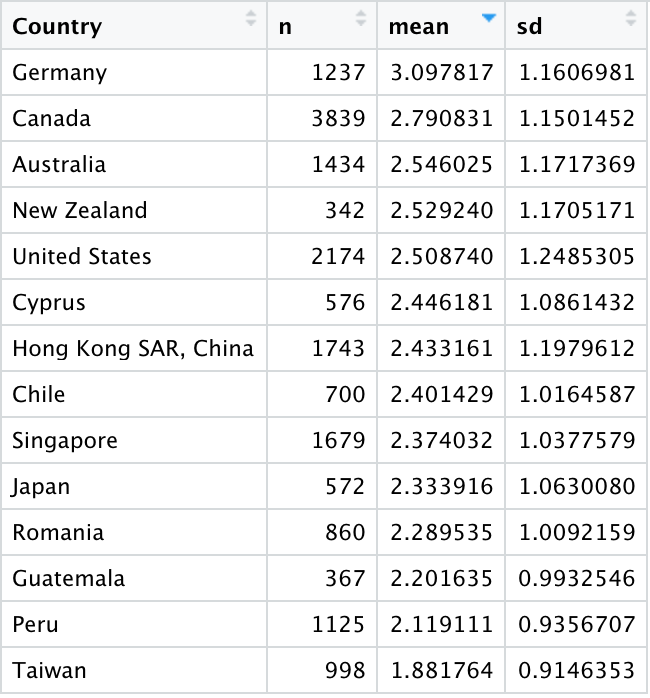 Country n mean sd
Germany 1237 3.097817 1.1606981
Canada 3839 2.790831 1.1501452
Australia 1434 2.546025 1.1717369
New Zealand 342 2.529240 1.1705171
United States 2174 2.508740 1.2485305
Cyprus 576 2.446181 1.0861432
Hong Kong SAR, China 1743 2.433161 1.1979612
Chile 700 2.401429 1.0164587
Singapore 1679 2.374032 1.0377579
Japan 572 2.333916 1.0630080
Romania 860 2.289535 1.0092159
Guatemala 367 2.201635 0.9932546
Peru 1125 2.119111 0.9356707
Taiwan 998 1.881764 0.9146353